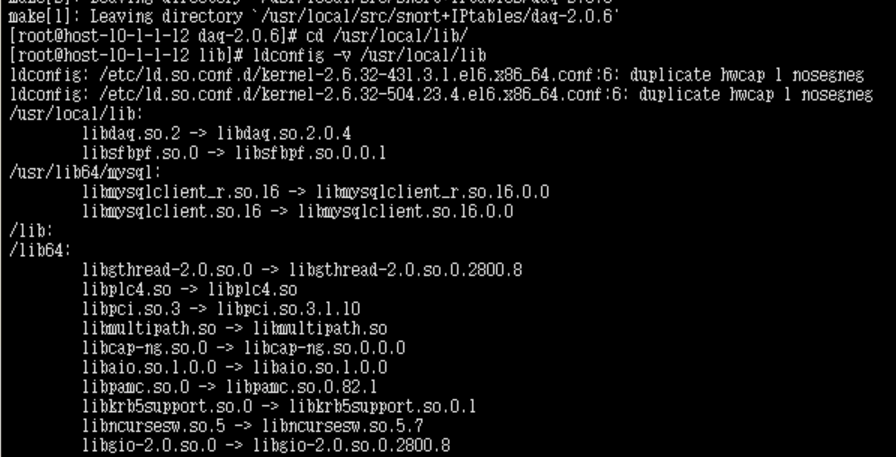 make[1]: Leaving directory `/usr/local/src/snort+IPtables/daq-2.0.6'
[root@host-10-1-1-12 daq-2.0.6]# cd /usr/local/lib/
[root@host-10-1-1-12 lib]# ldconfig -v /usr/local/lib
ldconfig: /etc/ld.so.conf.d/kernel-2.6.32-431.3.1.el6.x86_64.conf:6: duplicate hwcap 1 nosegneg
ldconfig: /etc/ld.so.conf.d/kernel-2.6.32-504.23.4.el6.x86_64.conf:6: duplicate hwcap 1 nosegneg
/usr/local/lib:
libdaq.so.2 -> libdaq.so.2.0.4
libsfbpf.so.0 -> libsfbpf.so.0.0.1
/usr/lib64/mysql:
libmysqlclient_r.so.16 -> libmysqlclient_r.so.16.0.0
libmysqlclient.so.16 -> libmysqlclient.so.16.0.0
/lib:
/lib64:
libgthread-2.0.so.0 -> libgthread-2.0.so.0.2800.8
libplc4.so -> libplc4.so
libpci.so.3 -> libpci.so.3.1.10
libmultipath.so -> libmultipath.so
libcap-ng.so.0 -> libcap-ng.so.0.0.0
libaio.so.1.0.0 -> libaio.so.1.0.0
libpamc.so.0 -> libpamc.so.0.82.1
libkrb5support.so.0 -> libkrb5support.so.0.1
libncursesw.so.5 -> libncursesw.so.5.7
libgio-2.0.so.0 -> libgio-2.0.so.0.2800.8